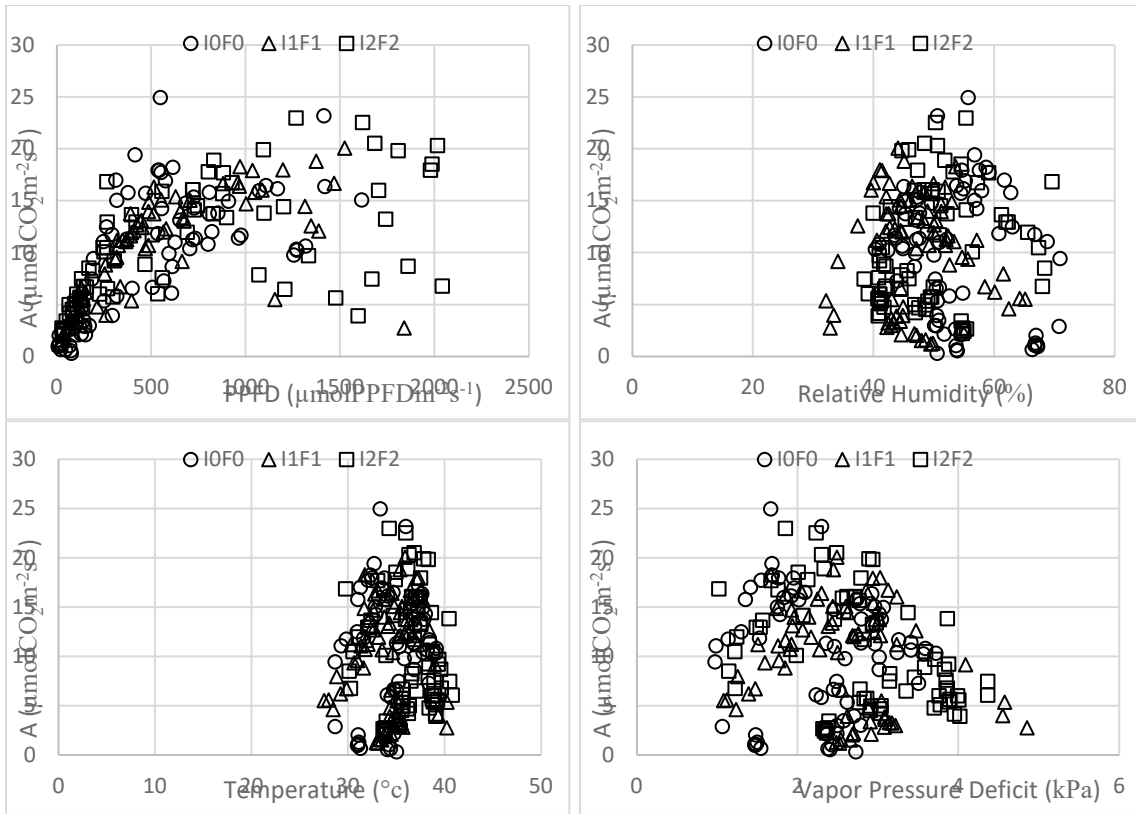 I0F0 I1F1 I2F2
30
25
20
15
10
5
0
0 500 1000 1500 2000 2500
A (µmolCO₂m⁻²s⁻¹)
PPFD (µmolPPFDm⁻²s⁻¹)
I0F0 I1F1 I2F2
30
25
20
15
10
5
0
0 20 40 60 80
A (µmolCO₂m⁻²s⁻¹)
Relative Humidity (%)
I0F0 I1F1 I2F2
30
25
20
15
10
5
0
0 10 20 30 40 50
A (µmolCO₂m⁻²s⁻¹)
Temperature (°c)
I0F0 I1F1 I2F2
30
25
20
15
10
5
0
0 2 4 6
A (µmolCO₂m⁻²s⁻¹)
Vapor Pressure Deficit (kPa)